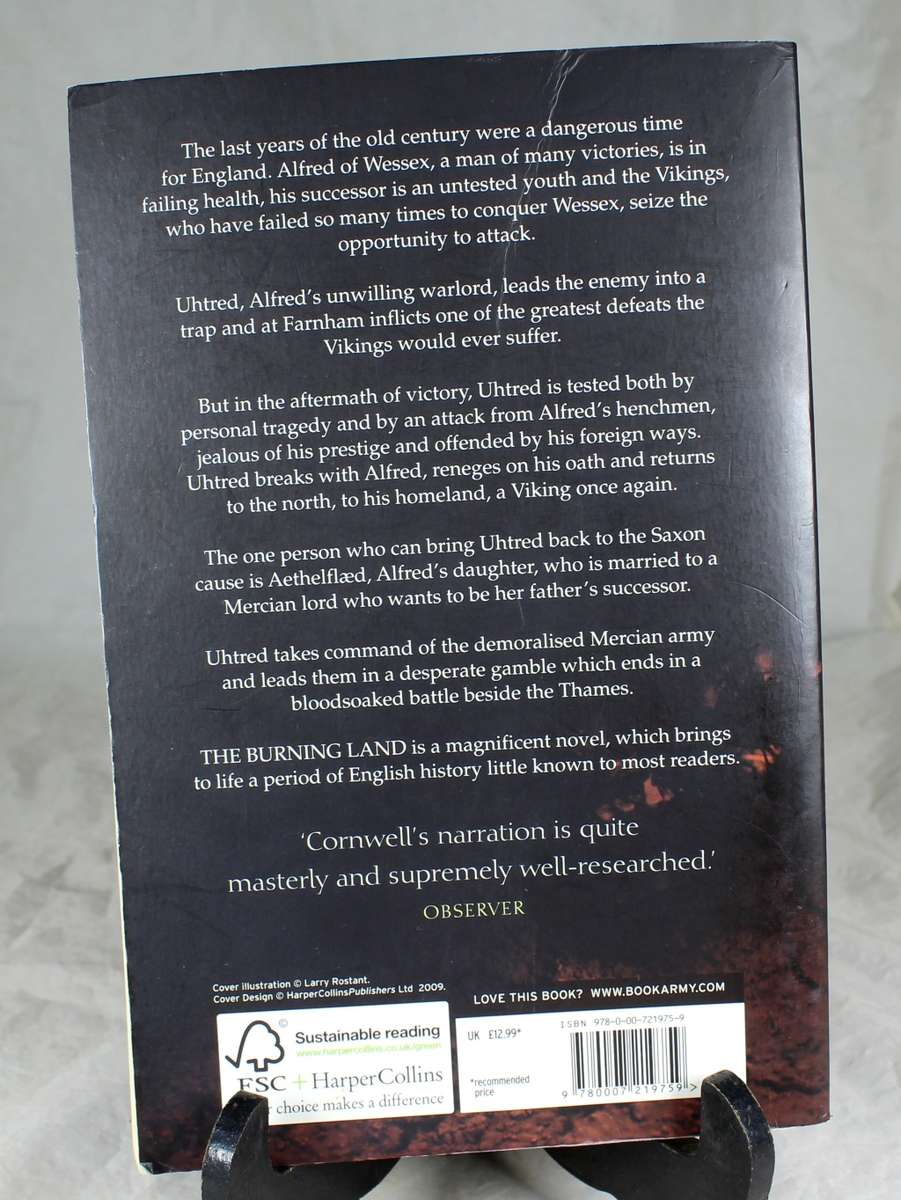 The last years of the old century were a dangerous time
for England. Alfred of Wessex, a man of many victories, is in
failing health, his successor is an untested youth and the Vikings,
who have failed so many times to conquer Wessex, seize the
opportunity to attack.
Uhtred, Alfred's unwilling warlord, leads the enemy into a
trap and at Farnham inflicts one of the greatest defeats the
Vikings would ever suffer.
But in the aftermath of victory, Uhtred is tested both by
personal tragedy and by an attack from Alfred's henchmen,
jealous of his prestige and offended by his foreign ways.
Uhtred breaks with Alfred, reneges on his oath and returns
to the north, to his homeland, a Viking once again.
The one person who can bring Uhtred back to the Saxon
cause is Aethelflæd, Alfred's daughter, who is married to a
Mercian lord who wants to be her father's successor.
Uhtred takes command of the demoralised Mercian army
and leads them in a desperate gamble which ends in a
bloodsoaked battle beside the Thames.
THE BURNING LAND is a magnificent novel, which brings
to life a period of English history little known to most readers.
'Cornwell's narration is quite
masterly and supremely well-researched.'
OBSERVER
Cover illustration © Larry Rostant.
Cover Design © HarperCollinsPublishers Ltd 2009.
©
Sustainable reading
www.harpercollins.co.uk/green
FSC + HarperCollins
choice makes a difference
LOVE THIS BOOK? WWW.BOOKARMY.COM
UK £12.99*
*recommended
price
ISBN 978-0-00-721975-9
9 780007 219759 >